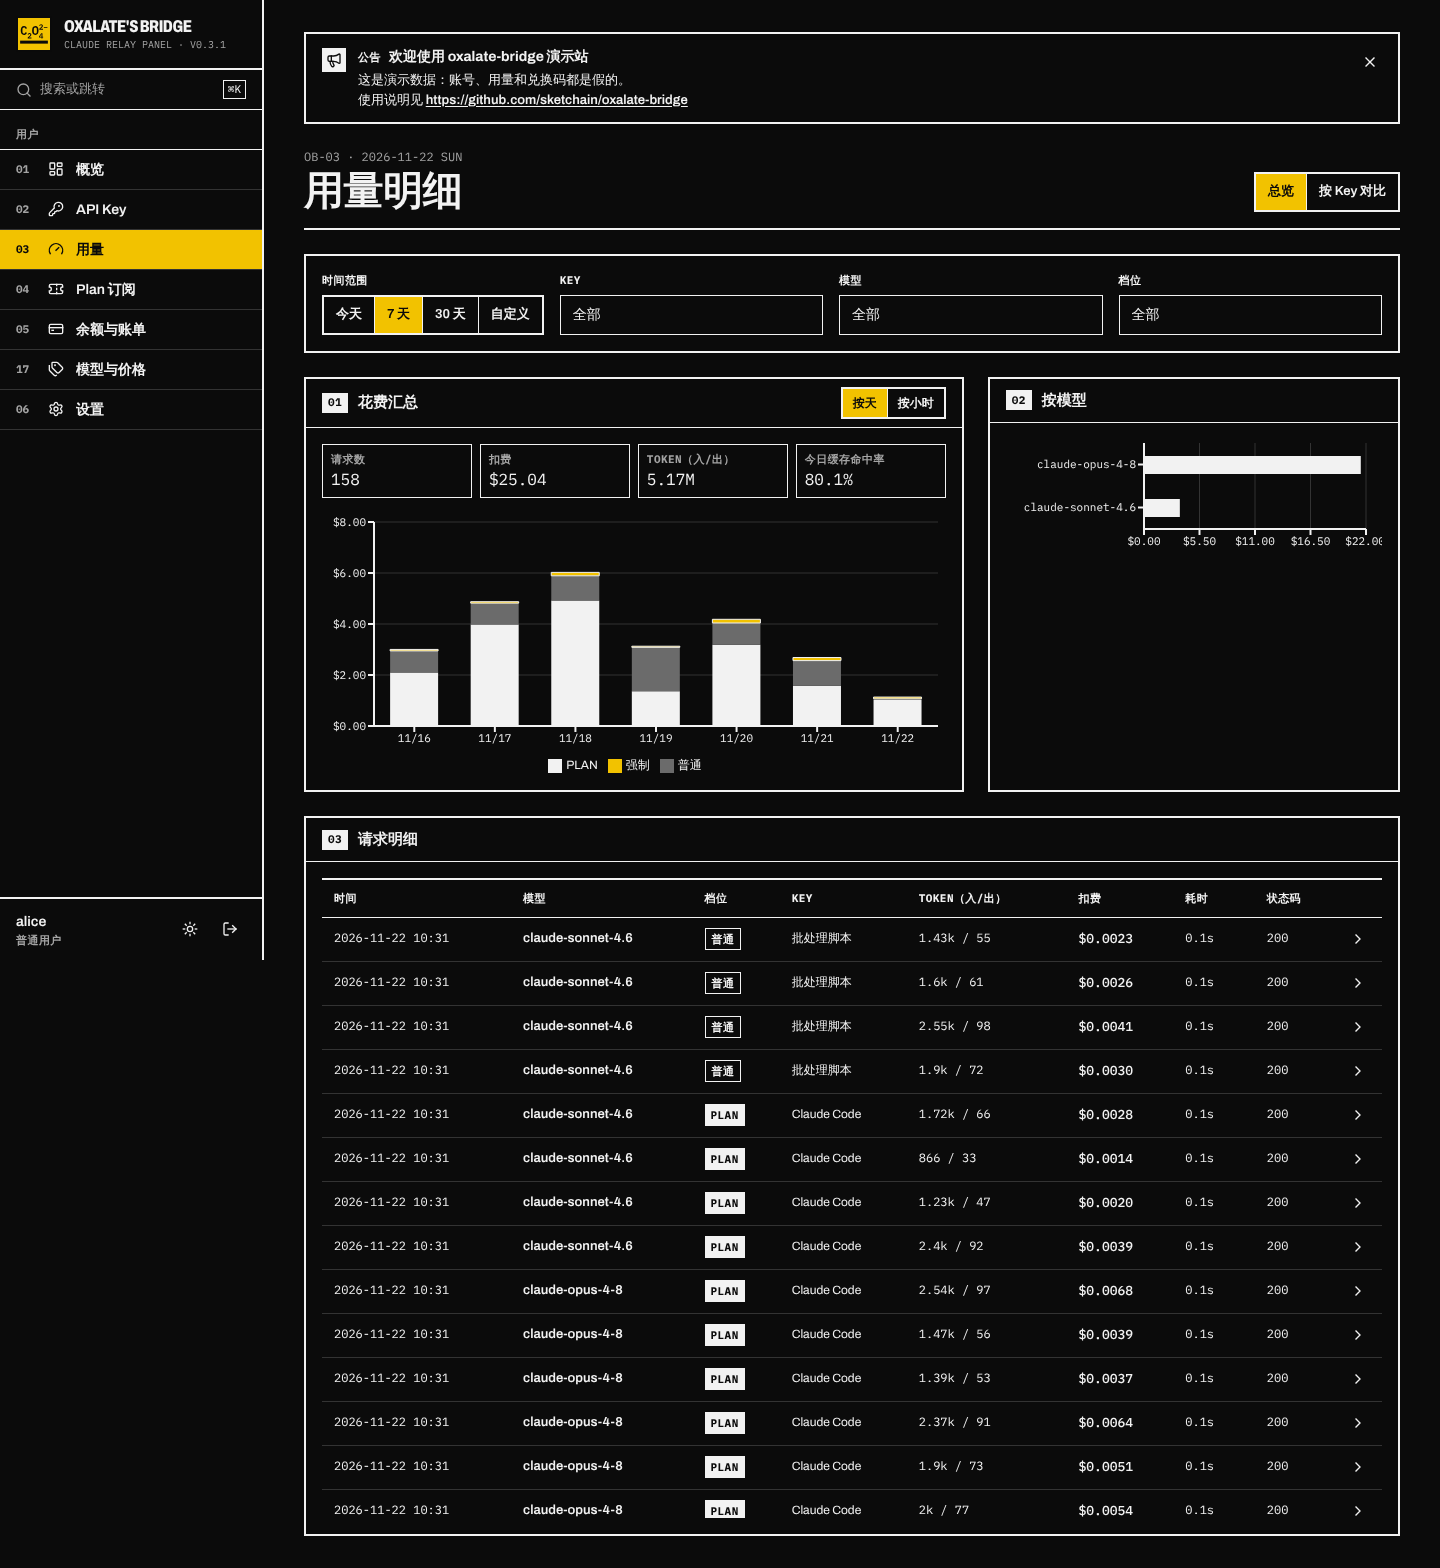 C₂O₄²⁻
OXALATE'S BRIDGE
CLAUDE RELAY PANEL · V0.3.1
搜索或跳转 ⌘K
用户
01 概览
02 API Key
03 用量
04 Plan 订阅
05 余额与账单
17 模型与价格
06 设置
alice
普通用户
公告 欢迎使用 oxalate-bridge 演示站
这是演示数据：账号、用量和兑换码都是假的。
使用说明见 https://github.com/sketchain/oxalate-bridge
OB-03 · 2026-11-22 SUN
用量明细
总览 按 Key 对比
时间范围 KEY 模型 档位
今天 7 天 30 天 自定义 全部 全部 全部
01 花费汇总 按天 按小时
请求数 扣费 TOKEN（入/出） 今日缓存命中率
158 $25.04 5.17M 80.1%
$8.00
$6.00
$4.00
$2.00
$0.00
11/16 11/17 11/18 11/19 11/20 11/21 11/22
PLAN 强制 普通
02 按模型
claude-opus-4-8
claude-sonnet-4.6
$0.00 $5.50 $11.00 $16.50 $22.00
03 请求明细
时间 模型 档位 KEY TOKEN（入/出） 扣费 耗时 状态码
2026-11-22 10:31 claude-sonnet-4.6 普通 批处理脚本 1.43k / 55 $0.0023 0.1s 200
2026-11-22 10:31 claude-sonnet-4.6 普通 批处理脚本 1.6k / 61 $0.0026 0.1s 200
2026-11-22 10:31 claude-sonnet-4.6 普通 批处理脚本 2.55k / 98 $0.0041 0.1s 200
2026-11-22 10:31 claude-sonnet-4.6 普通 批处理脚本 1.9k / 72 $0.0030 0.1s 200
2026-11-22 10:31 claude-sonnet-4.6 PLAN Claude Code 1.72k / 66 $0.0028 0.1s 200
2026-11-22 10:31 claude-sonnet-4.6 PLAN Claude Code 866 / 33 $0.0014 0.1s 200
2026-11-22 10:31 claude-sonnet-4.6 PLAN Claude Code 1.23k / 47 $0.0020 0.1s 200
2026-11-22 10:31 claude-sonnet-4.6 PLAN Claude Code 2.4k / 92 $0.0039 0.1s 200
2026-11-22 10:31 claude-opus-4-8 PLAN Claude Code 2.54k / 97 $0.0068 0.1s 200
2026-11-22 10:31 claude-opus-4-8 PLAN Claude Code 1.47k / 56 $0.0039 0.1s 200
2026-11-22 10:31 claude-opus-4-8 PLAN Claude Code 1.39k / 53 $0.0037 0.1s 200
2026-11-22 10:31 claude-opus-4-8 PLAN Claude Code 2.37k / 91 $0.0064 0.1s 200
2026-11-22 10:31 claude-opus-4-8 PLAN Claude Code 1.9k / 73 $0.0051 0.1s 200
2026-11-22 10:31 claude-opus-4-8 PLAN Claude Code 2k / 77 $0.0054 0.1s 200